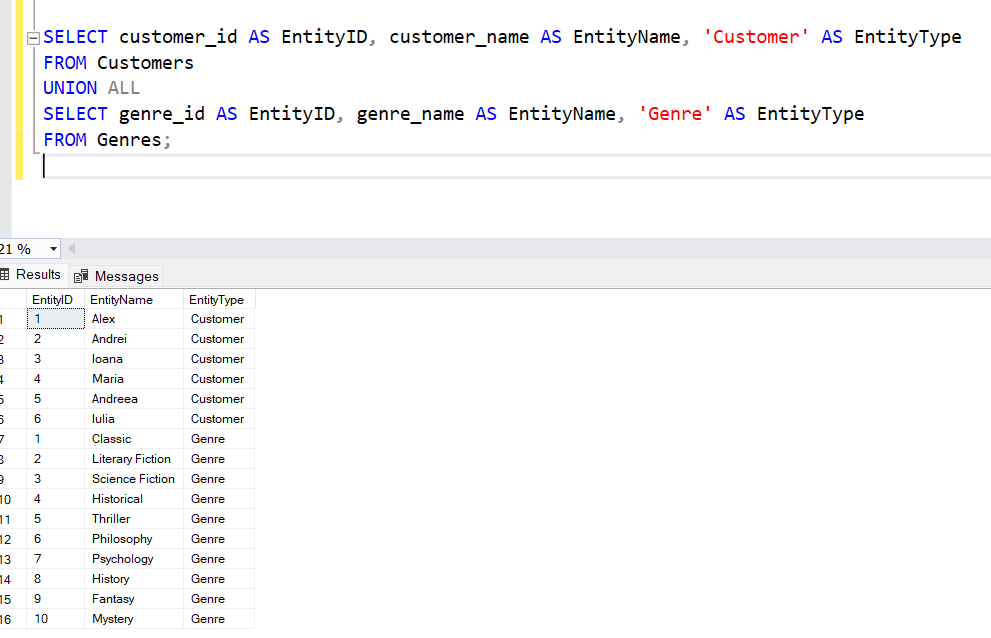 SELECT customer_id AS EntityID, customer_name AS EntityName, 'Customer' AS EntityType
FROM Customers
UNION ALL
SELECT genre_id AS EntityID, genre_name AS EntityName, 'Genre' AS EntityType
FROM Genres;
21 %
Results Messages
EntityID EntityName EntityType
1 1 Alex Customer
2 2 Andrei Customer
3 3 Ioana Customer
4 4 Maria Customer
5 5 Andreea Customer
6 6 Iulia Customer
7 1 Classic Genre
8 2 Literary Fiction Genre
9 3 Science Fiction Genre
10 4 Historical Genre
11 5 Thriller Genre
12 6 Philosophy Genre
13 7 Psychology Genre
14 8 History Genre
15 9 Fantasy Genre
16 10 Mystery Genre